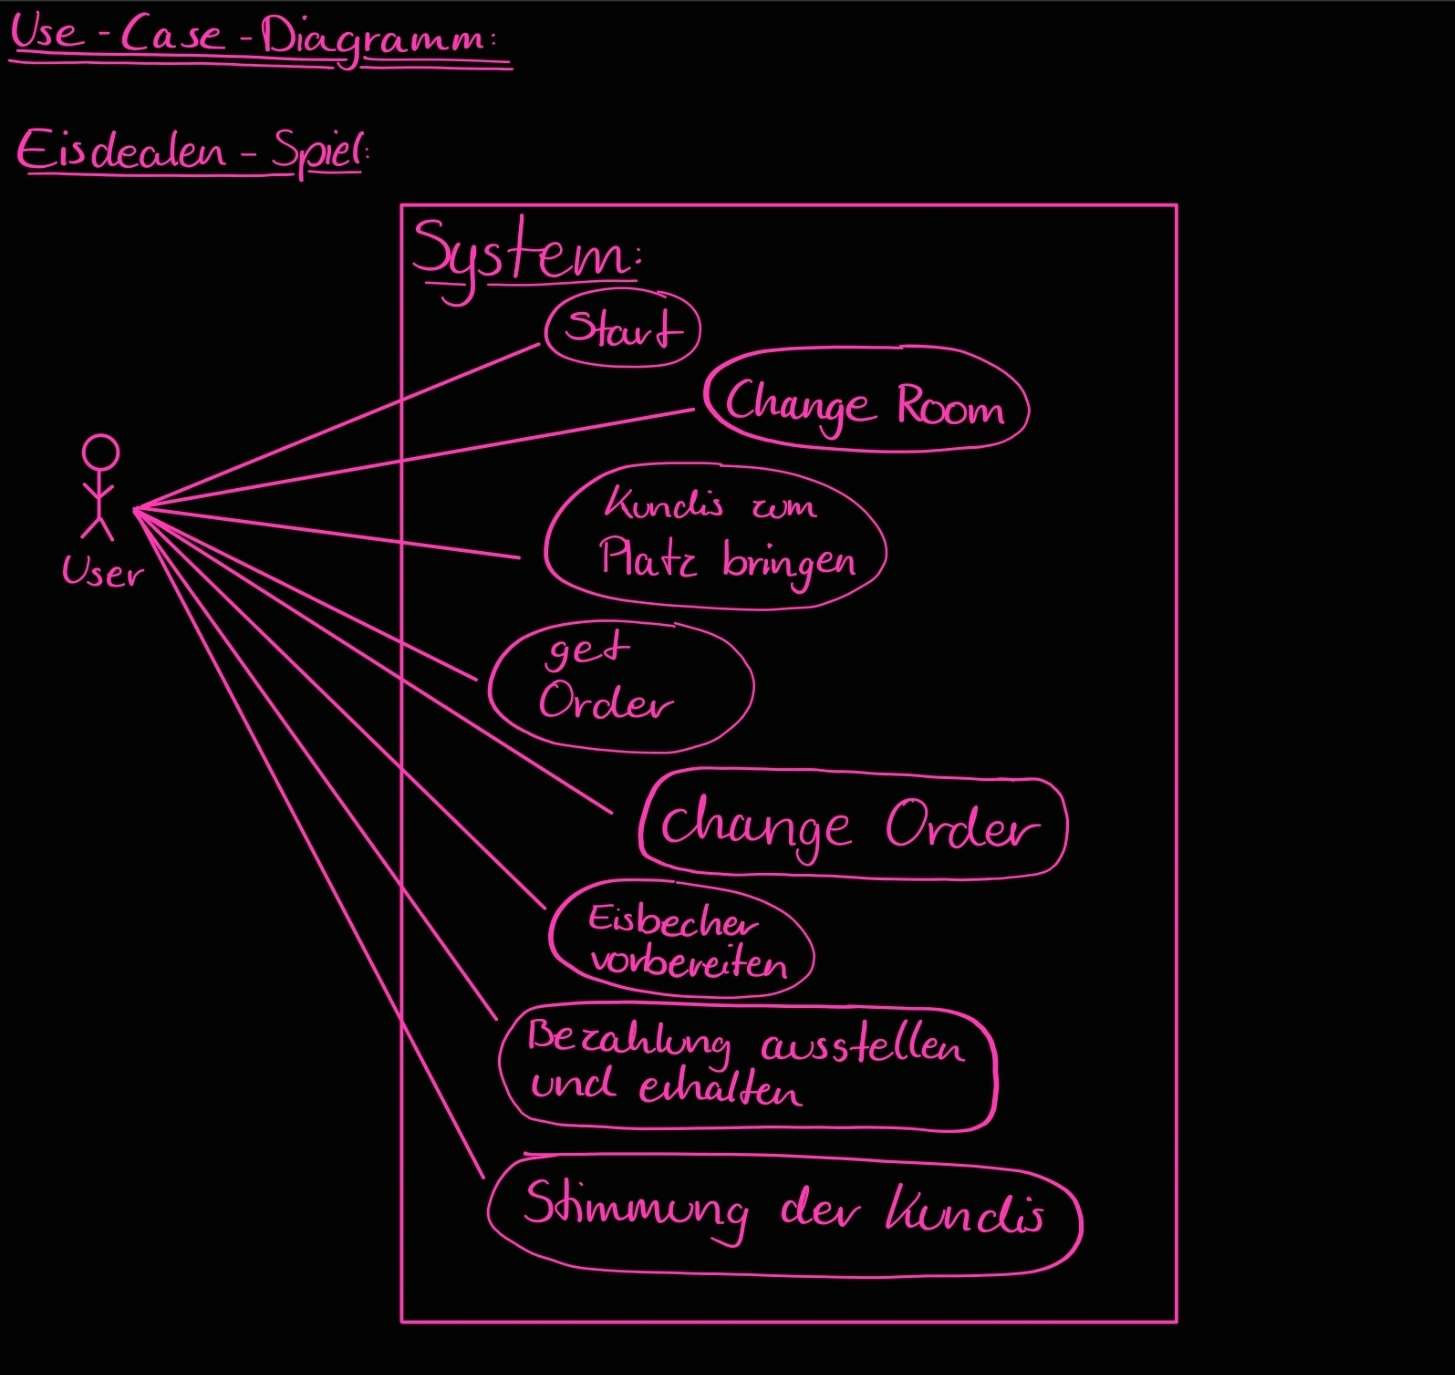 Use-Case-Diagramm:
Eisdealen-Spiel:
System:
Start
Change Room
Kundis zum
Platz bringen
User
get
Order
change Order
Eisbecher
vorbereiten
Bezahlung ausstellen
und erhalten
Stimmung der Kundis